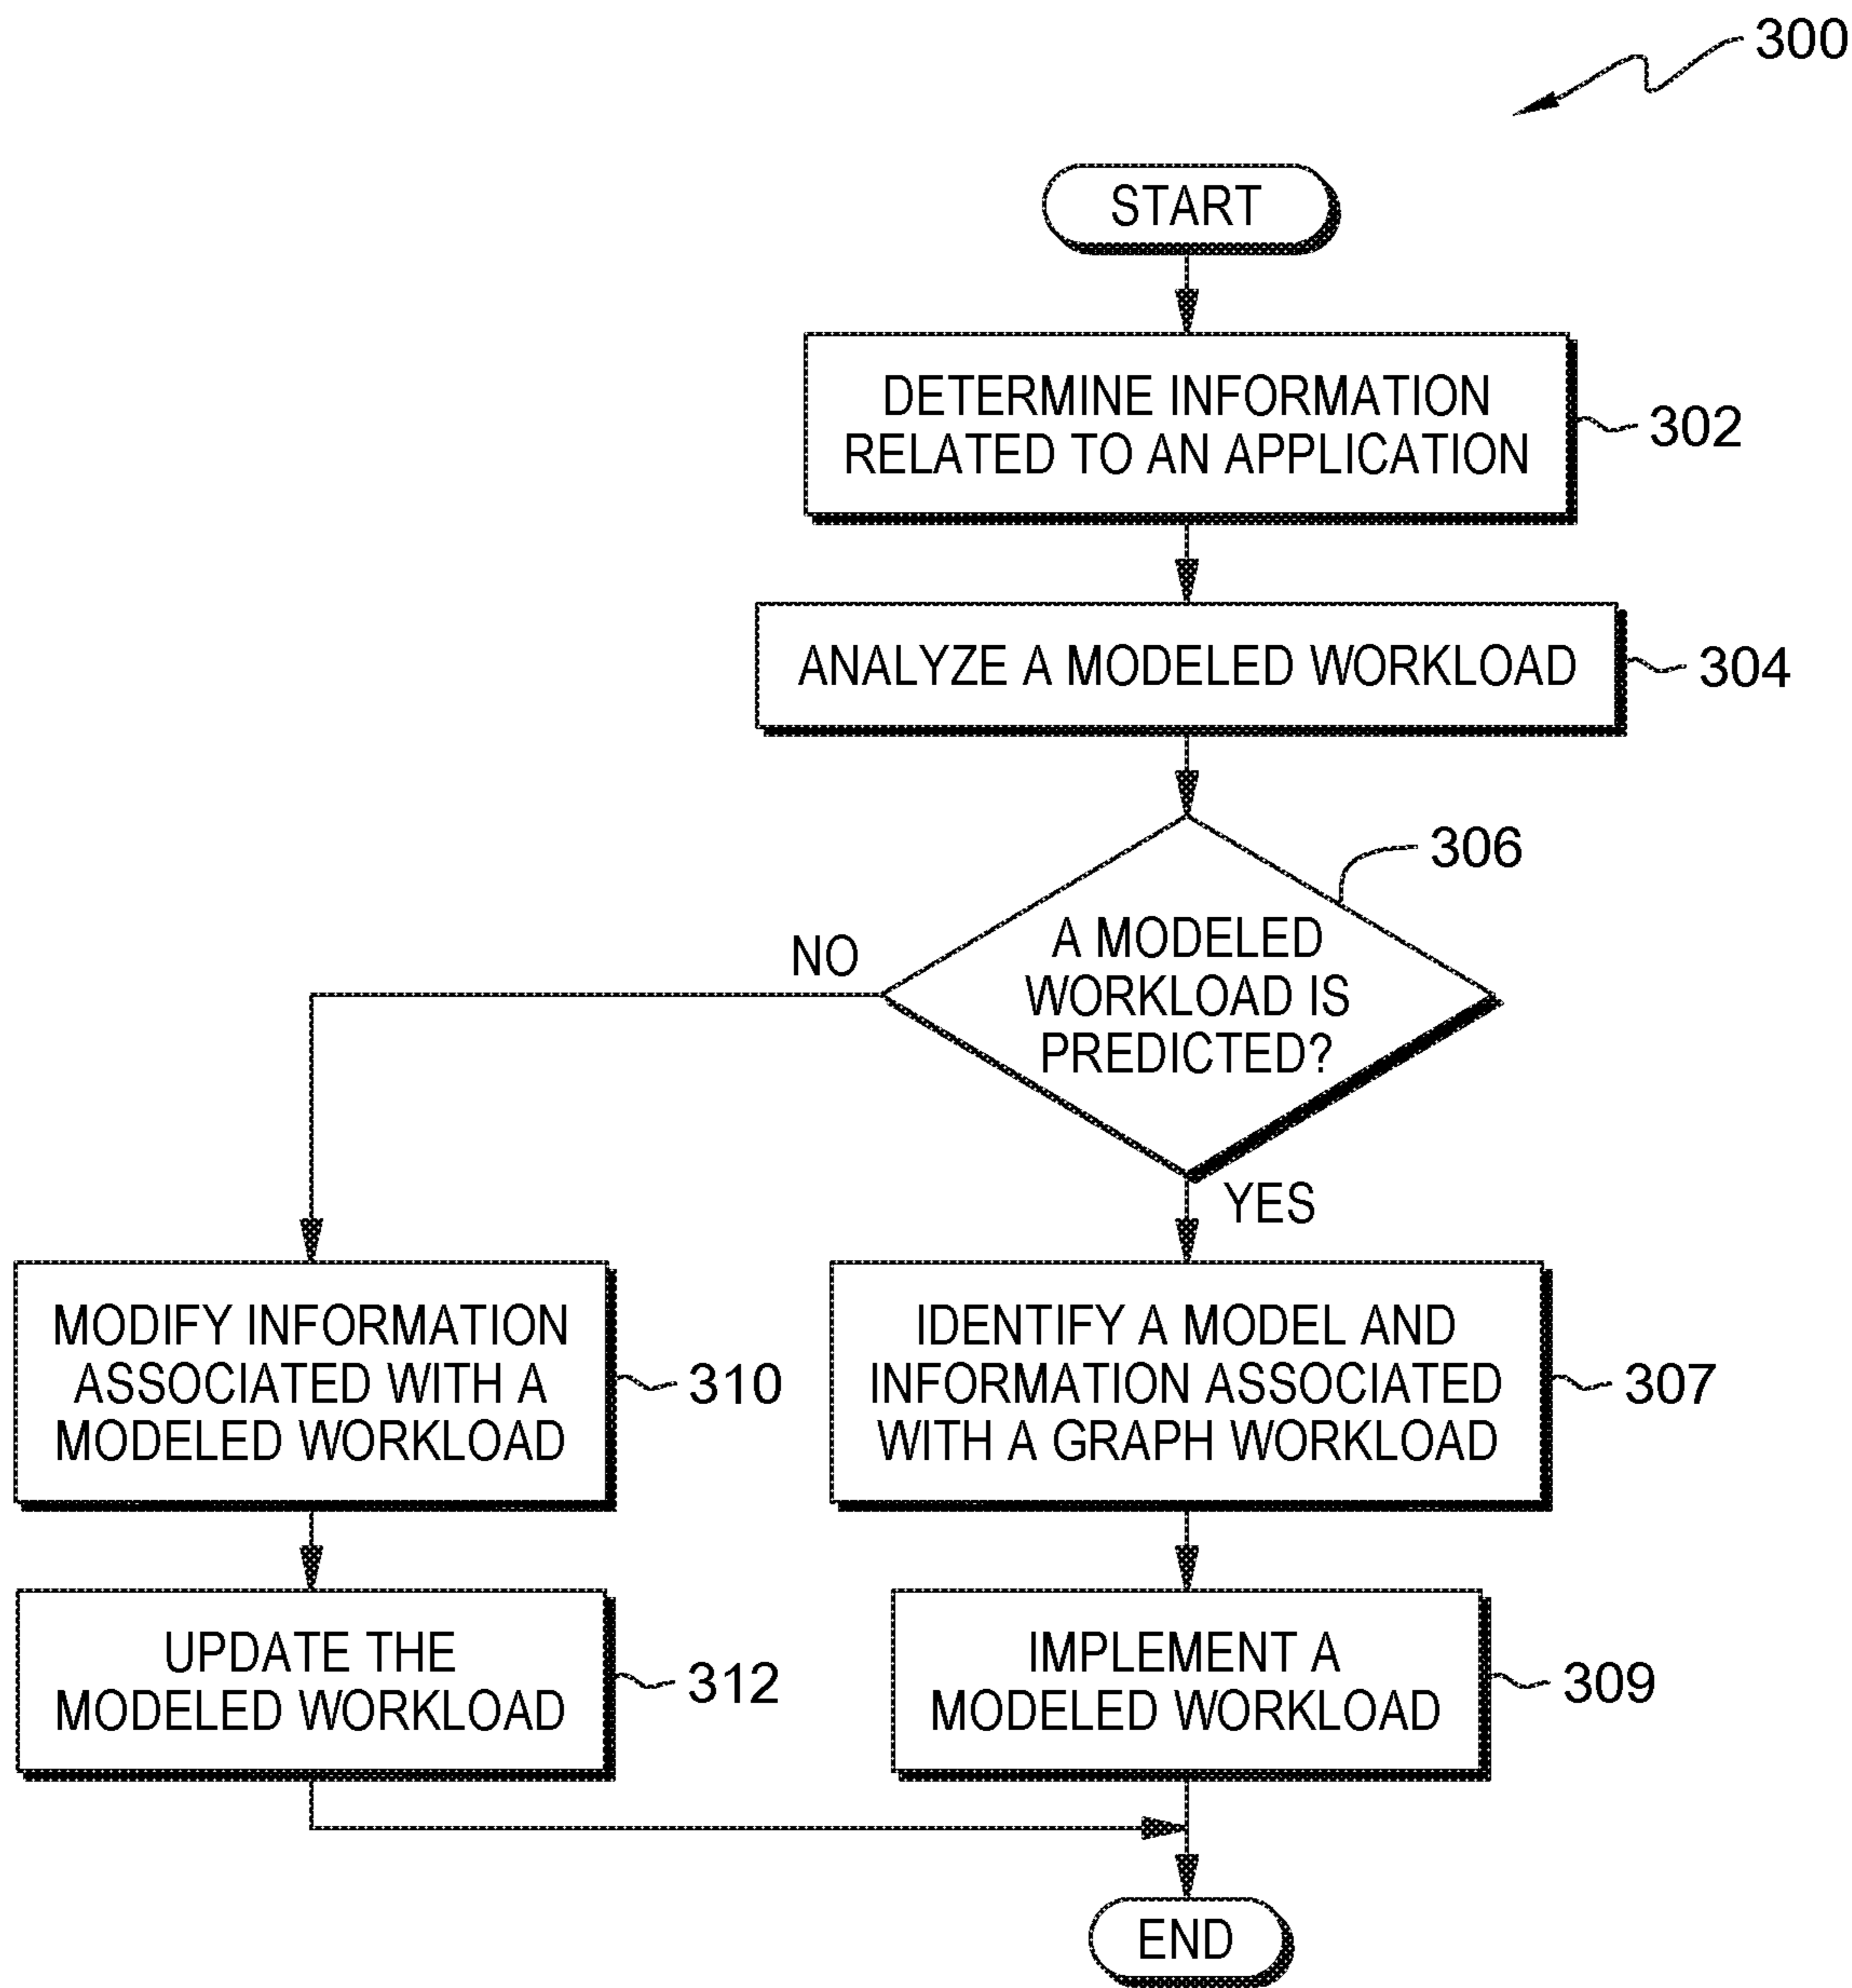 300
START
DETERMINE INFORMATION
RELATED TO AN APPLICATION
302
ANALYZE A MODELED WORKLOAD
304
306
A MODELED
WORKLOAD IS
PREDICTED?
NO
YES
MODIFY INFORMATION
ASSOCIATED WITH A
MODELED WORKLOAD
310
IDENTIFY A MODEL AND
INFORMATION ASSOCIATED
WITH A GRAPH WORKLOAD
307
UPDATE THE
MODELED WORKLOAD
312
IMPLEMENT A
MODELED WORKLOAD
309
END